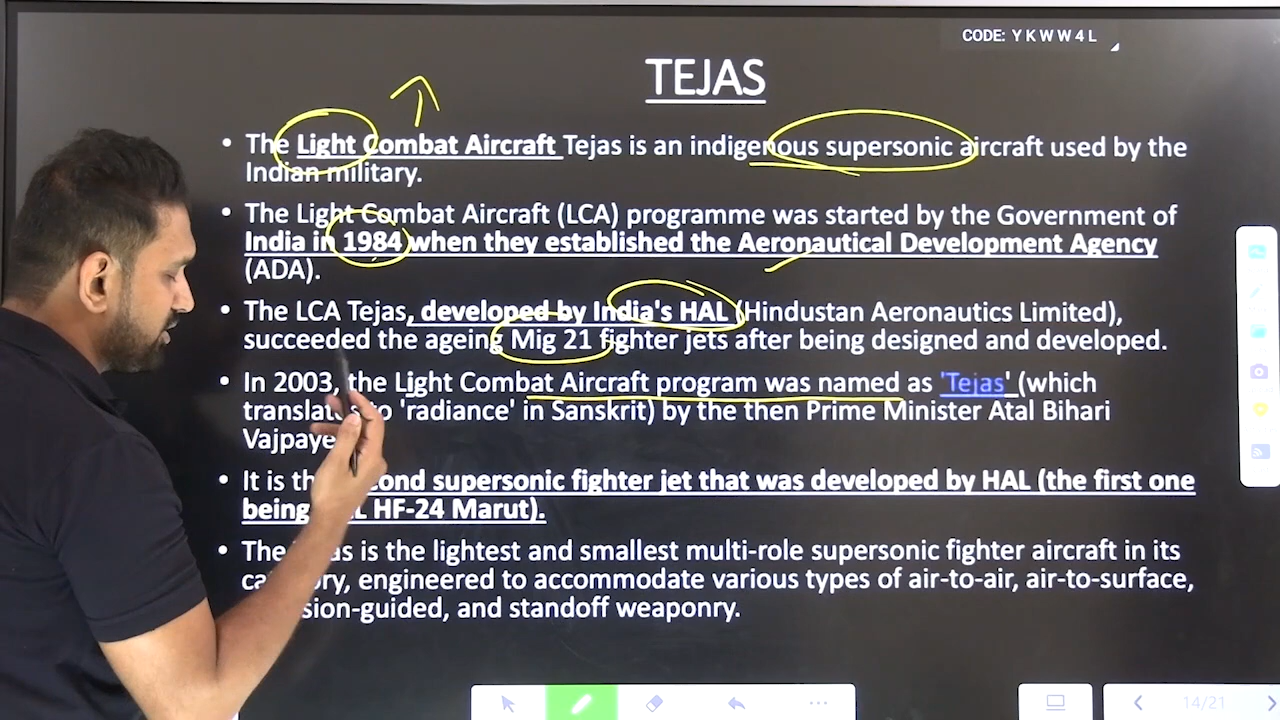 CODE: Y K W W 4 L
TEJAS
• The Light Combat Aircraft Tejas is an indigenous supersonic aircraft used by the
Indian military.
• The Light Combat Aircraft (LCA) programme was started by the Government of
India in 1984 when they established the Aeronautical Development Agency
(ADA).
• The LCA Tejas, developed by India's HAL (Hindustan Aeronautics Limited),
succeeded the ageing Mig 21 fighter jets after being designed and developed.
• In 2003, the Light Combat Aircraft program was named as 'Tejas' (which
to 'radiance' in Sanskrit) by the then Prime Minister Atal Bihari
• It is supersonic fighter jet that was developed by HAL (the first one
being HF-24 Marut).
• is the lightest and smallest multi-role supersonic fighter aircraft in its
engineered to accommodate various types of air-to-air, air-to-surface,
and standoff weaponry.
14/21